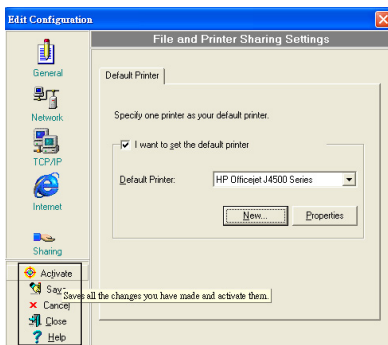 Edit Configuration
File and Printer Sharing Settings
General
Network
TCP/IP
Internet
Sharing
Activate
Save
Saves all the changes you have made and activate them.
Cancel
Close
Help
Default Printer
Specify one printer as your default printer.
I want to set the default printer
Default Printer:
HP Officejet J4500 Series
New...
Properties